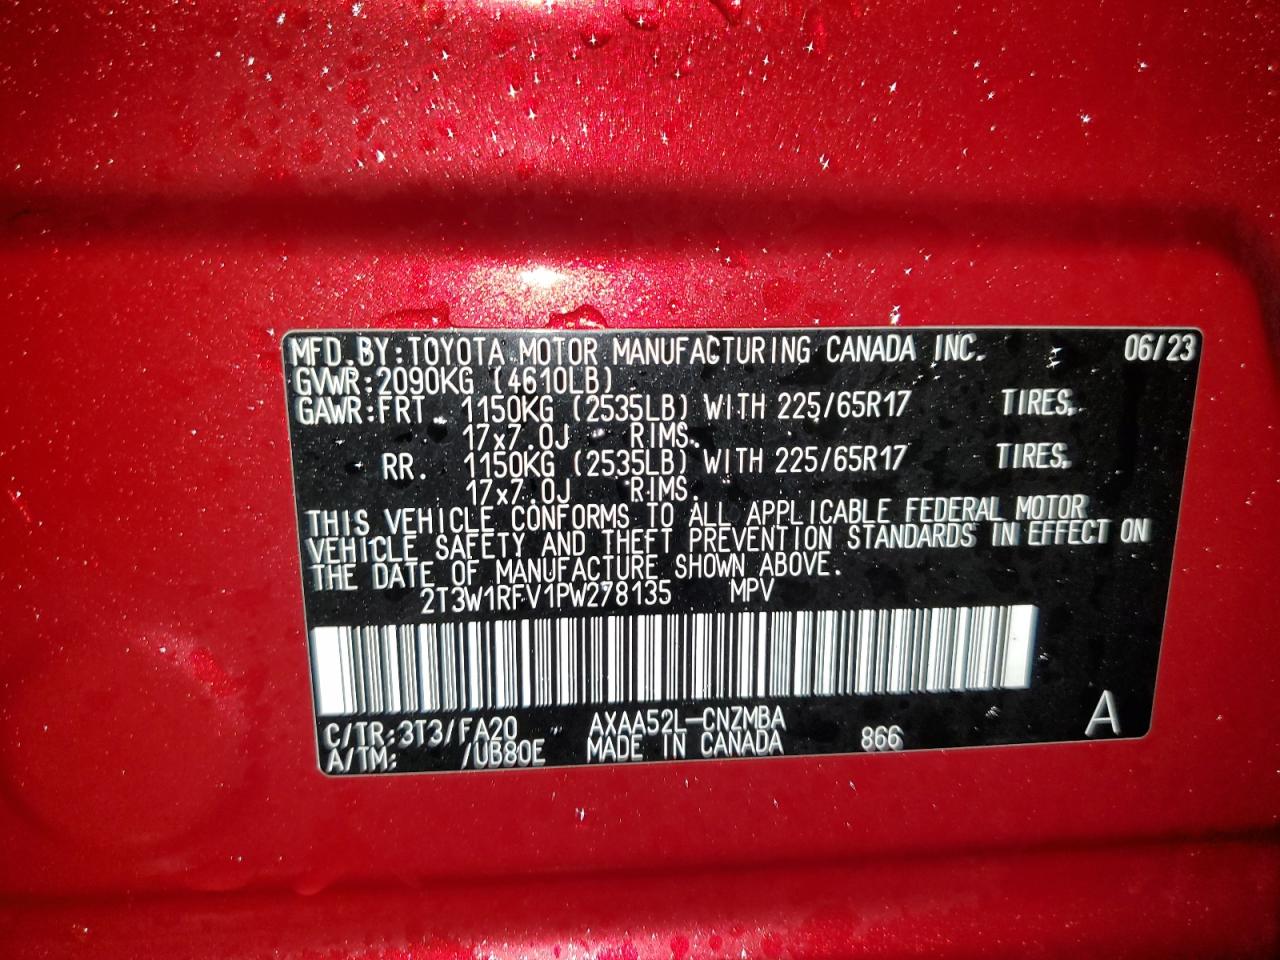 MFD.BY:TOYOTA MOTOR MANUFACTURING CANADA INC. 06/23
GVWR:2090KG (4610LB)
GAWR:FRT. 1150KG (2535LB) WITH 225/65R17 TIRES,
17x7.0J RIMS.
RR. 1150KG (2535LB) WITH 225/65R17 TIRES,
17x7.0J RIMS.
THIS VEHICLE CONFORMS TO ALL APPLICABLE FEDERAL MOTOR
VEHICLE SAFETY AND THEFT PREVENTION STANDARDS IN EFFECT ON
THE DATE OF MANUFACTURE SHOWN ABOVE.
2T3W1RFV1PW278135 MPV
C/TR:3T3/FA20 AXAA52L-CNZMBA A
A/TM: /UB80E MADE IN CANADA 866